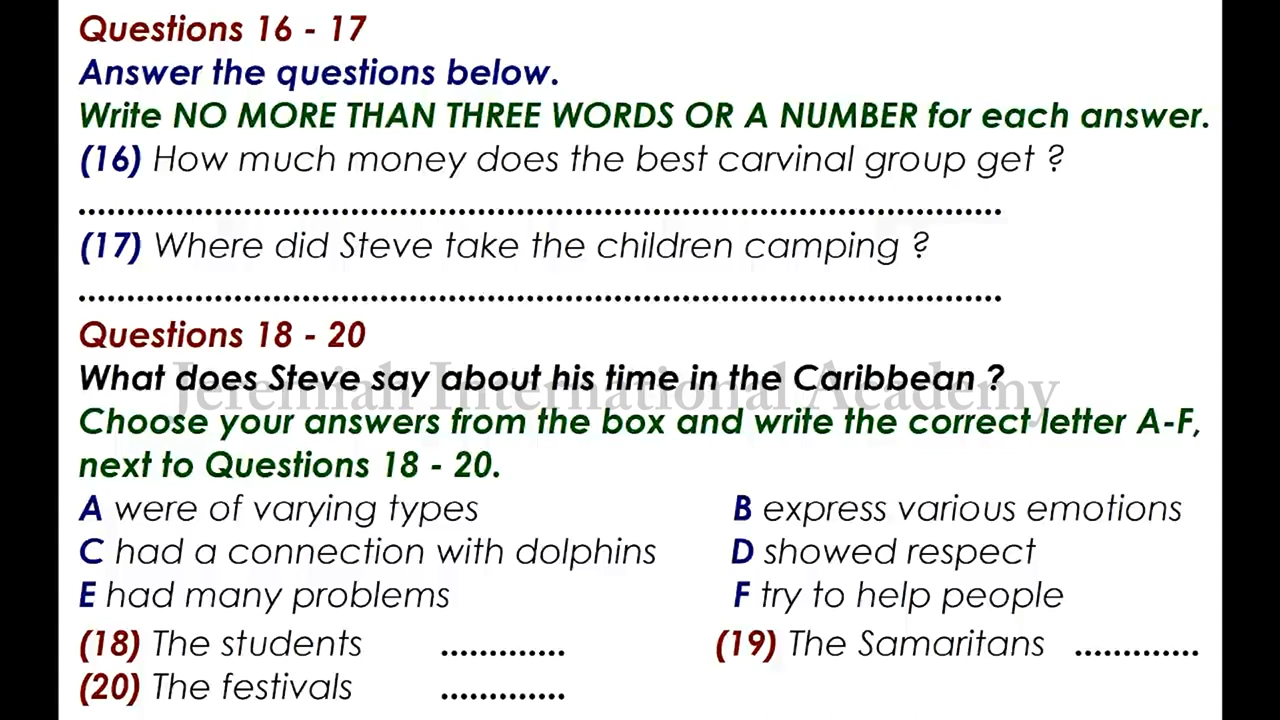 Questions 16 - 17
Answer the questions below.
Write NO MORE THAN THREE WORDS OR A NUMBER for each answer.
(16) How much money does the best carvinal group get ?
............................................................................
(17) Where did Steve take the children camping ?
............................................................................
Questions 18 - 20
Jeremiah International Academy
What does Steve say about his time in the Caribbean ?
Choose your answers from the box and write the correct letter A-F,
next to Questions 18 - 20.
A were of varying types B express various emotions
C had a connection with dolphins D showed respect
E had many problems F try to help people
(18) The students ............. (19) The Samaritans .............
(20) The festivals .............